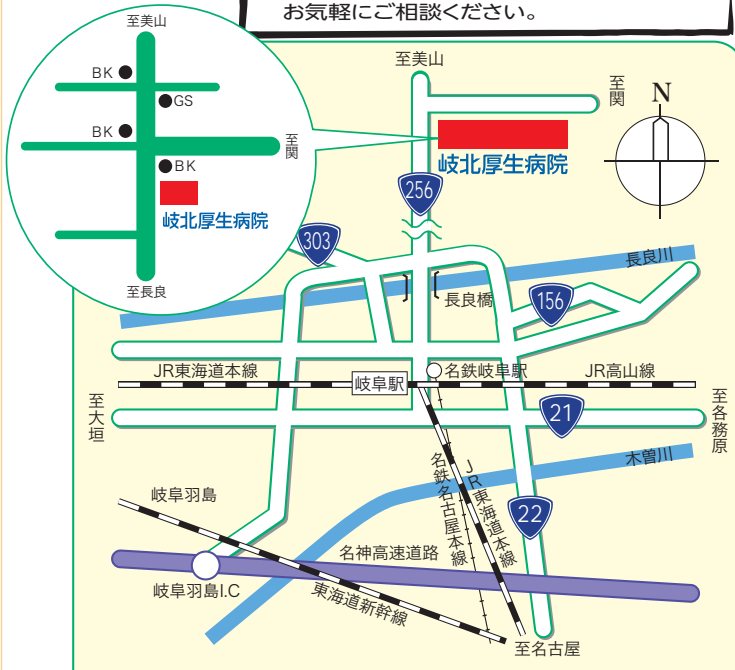 お気軽にご相談ください。
至美山
BK
GS
BK
至関
BK
岐北厚生病院
至長良
至美山
至関
N
岐北厚生病院
256
303
長良川
長良橋
156
JR東海道本線
岐阜駅
名鉄岐阜駅
JR高山線
至大垣
21
至各務原
名鉄名古屋本線
JR東海道本線
木曽川
岐阜羽島
22
名神高速道路
岐阜羽島I.C
東海道新幹線
至名古屋